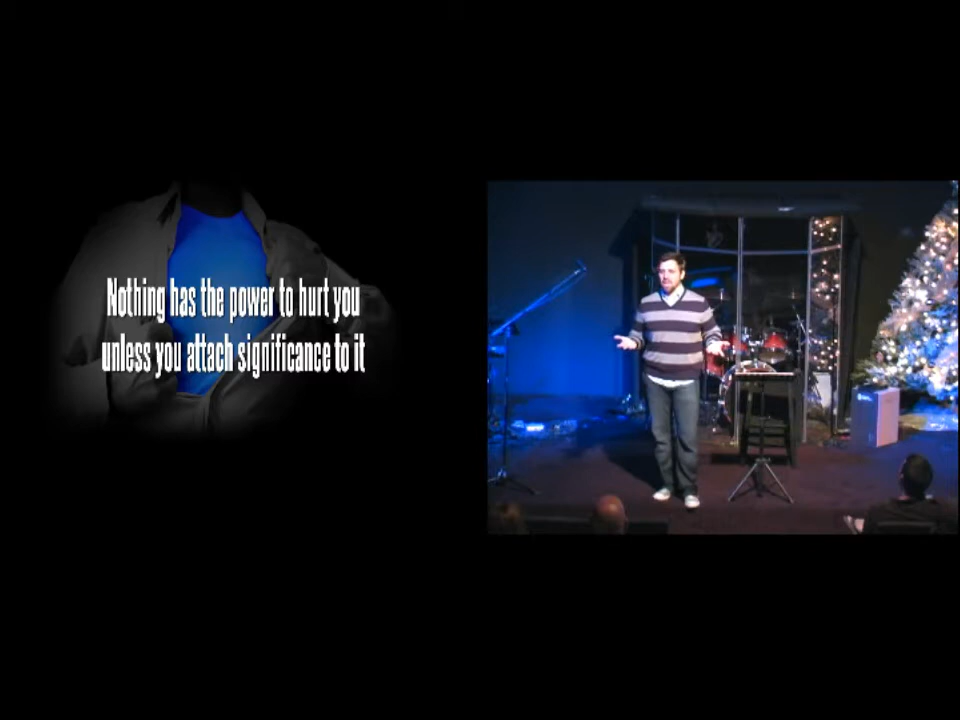 Nothing has the power to hurt you
unless you attach significance to it